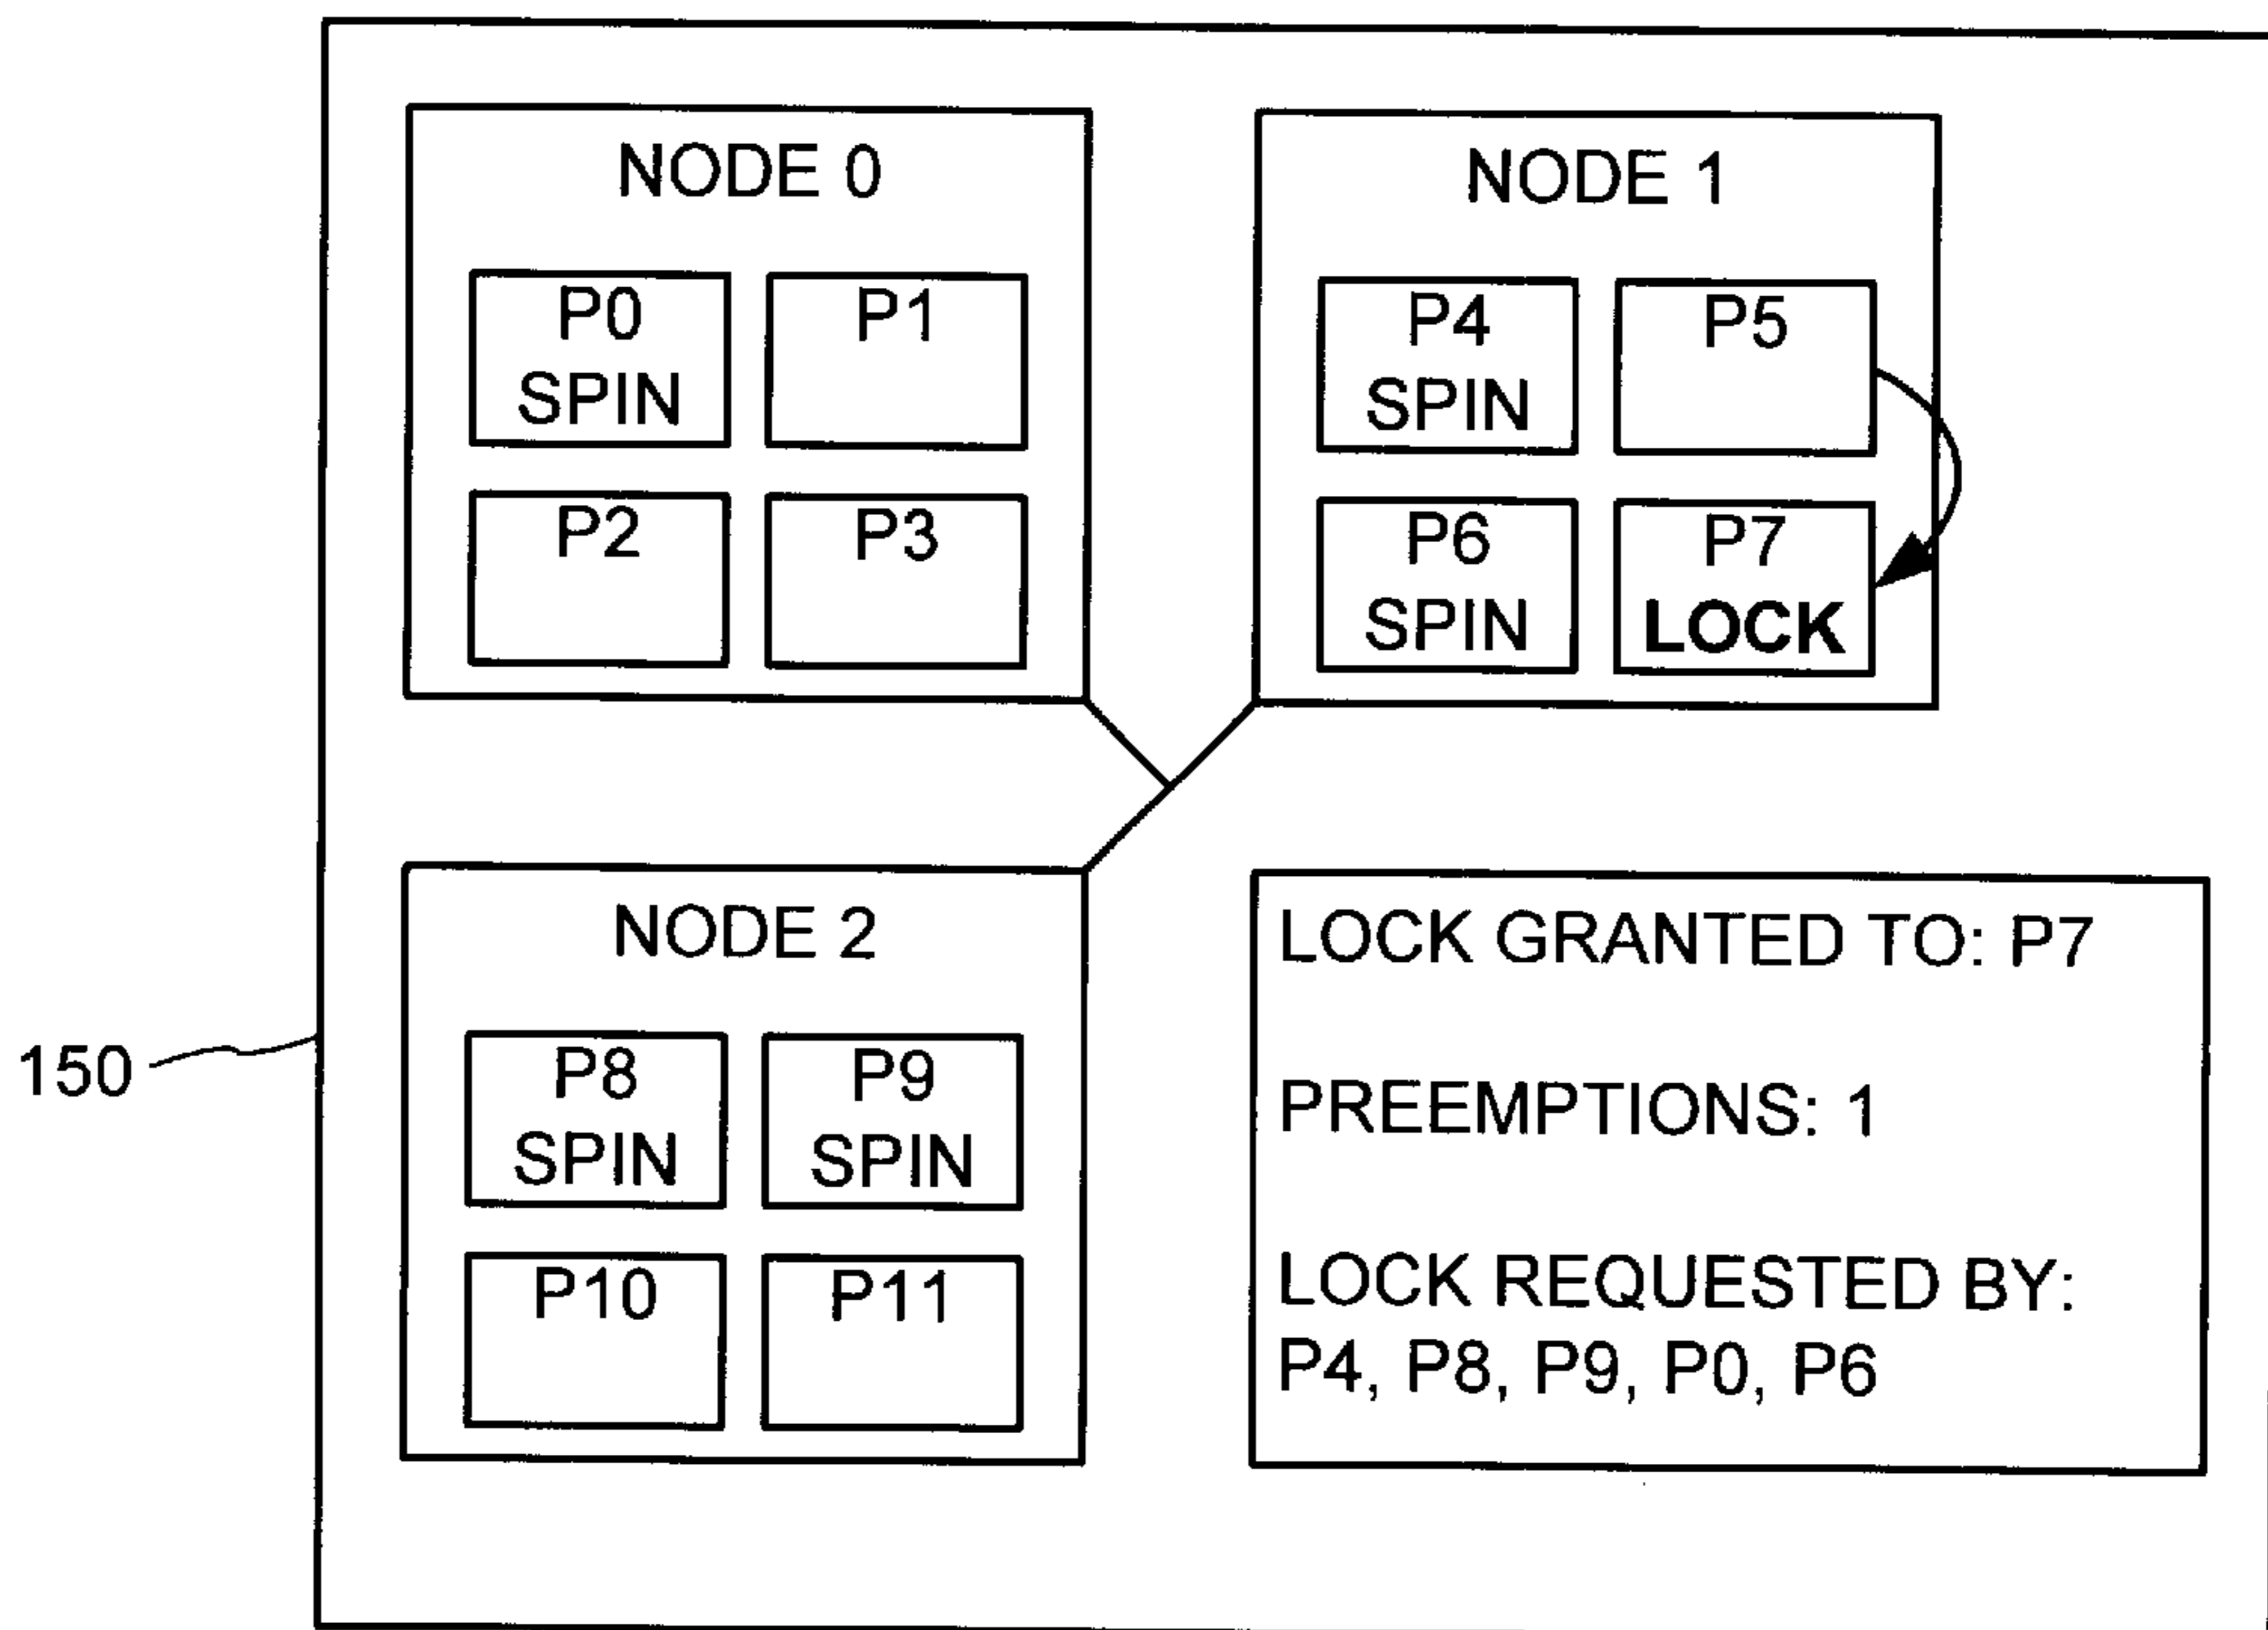 NODE 0
P0
SPIN
P1
P2
P3
NODE 1
P4
SPIN
P5
P6
SPIN
P7
LOCK
150
NODE 2
P8
SPIN
P9
SPIN
P10
P11
LOCK GRANTED TO: P7
PREEMPTIONS: 1
LOCK REQUESTED BY:
P4, P8, P9, P0, P6